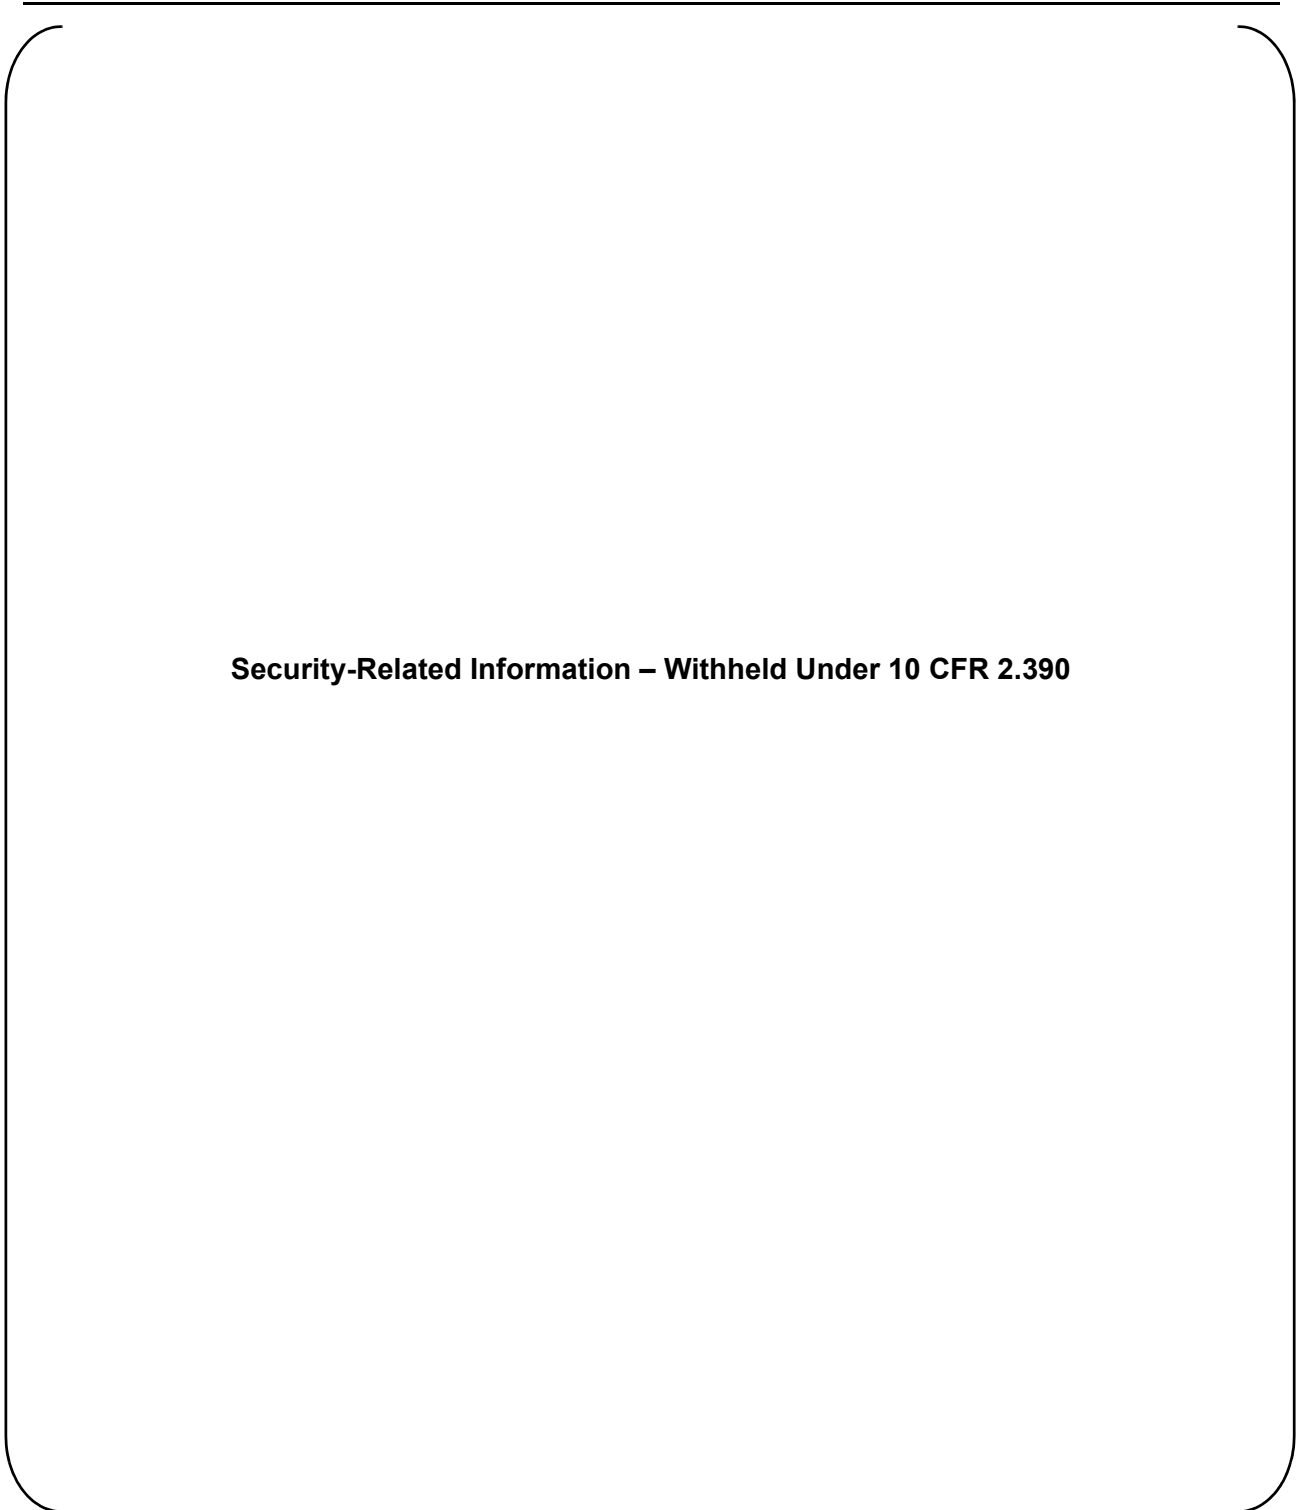 Security-Related Information – Withheld Under 10 CFR 2.390